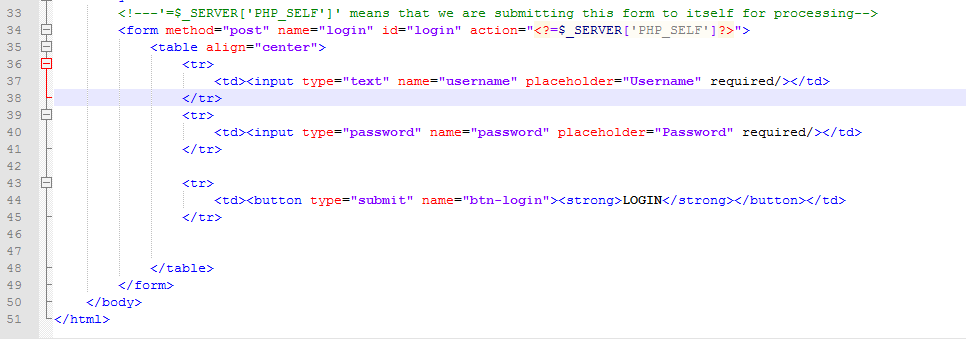 33 <!---'=$_SERVER['PHP_SELF']' means that we are submitting this form to itself for processing-->
34 <form method="post" name="login" id="login" action="<?=$_SERVER['PHP_SELF']?>">
35 <table align="center">
36 <tr>
37 <td><input type="text" name="username" placeholder="Username" required/></td>
38 </tr>
39 <tr>
40 <td><input type="password" name="password" placeholder="Password" required/></td>
41 </tr>
42
43 <tr>
44 <td><button type="submit" name="btn-login"><strong>LOGIN</strong></button></td>
45 </tr>
46
47
48 </table>
49 </form>
50 </body>
51 </html>